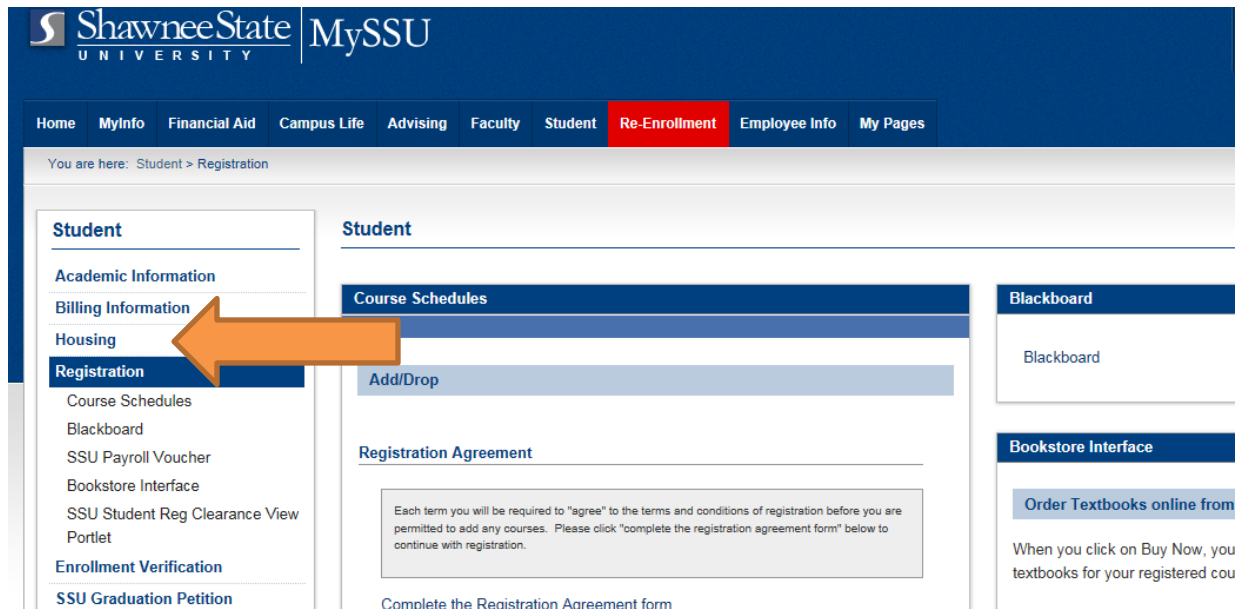 ShawneeState
UNIVERSITY
MySSU
Home MyInfo Financial Aid Campus Life Advising Faculty Student Re-Enrollment Employee Info My Pages
You are here: Student > Registration
Student
Academic Information
Billing Information
Housing
Registration
Course Schedules
Blackboard
SSU Payroll Voucher
Bookstore Interface
SSU Student Reg Clearance View
Portlet
Enrollment Verification
SSU Graduation Petition
Student
Course Schedules
Add/Drop
Registration Agreement
Each term you will be required to "agree" to the terms and conditions of registration before you are
permitted to add any courses. Please click "complete the registration agreement form" below to
continue with registration.
Complete the Registration Agreement form
Blackboard
Blackboard
Bookstore Interface
Order Textbooks online from
When you click on Buy Now, you
textbooks for your registered cou